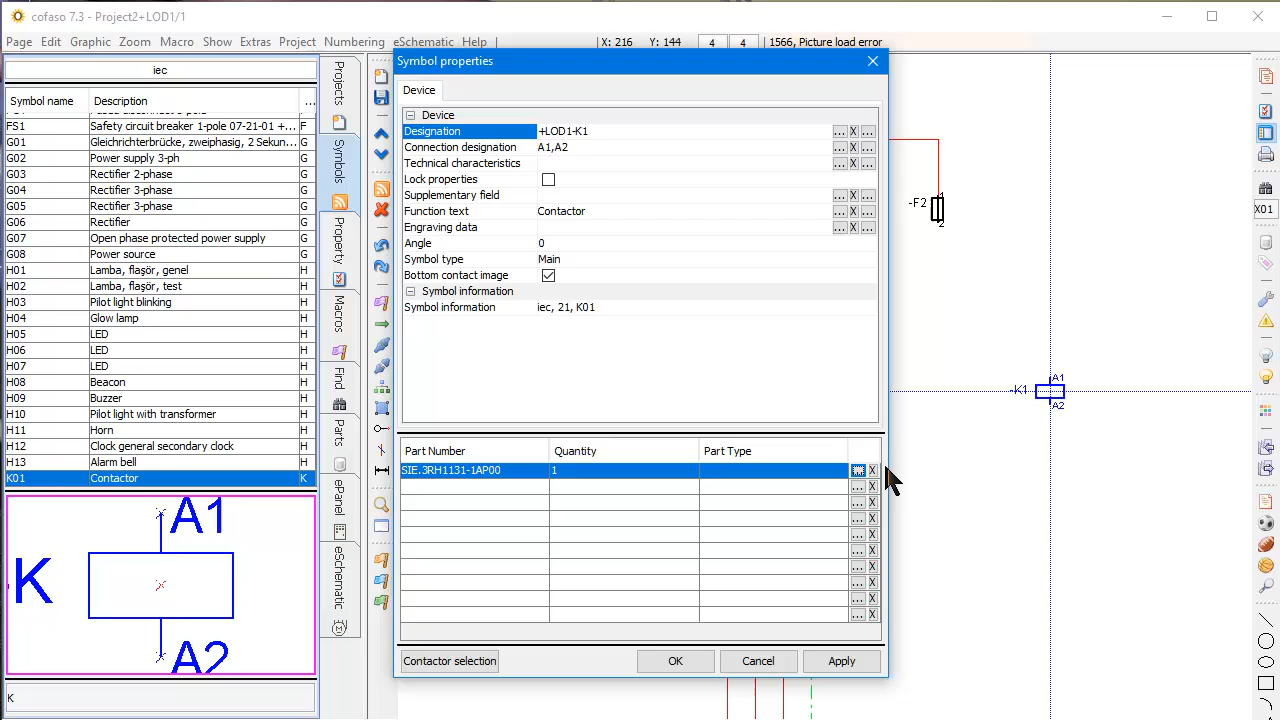 cofaso 7.3 - Project2+LOD1/1
Page Edit Graphic Zoom Macro Show Extras Project Numbering eSchematic Help X: 216 Y: 144 4 4 1566, Picture load error
iec
Symbol name Description ...
FS1 Safety circuit breaker 1-pole 07-21-01 +... F
G01 Gleichrichterbrücke, zweiphasig, 2 Sekun... G
G02 Power supply 3-ph G
G03 Rectifier 2-phase G
G04 Rectifier 3-phase G
G05 Rectifier 3-phase G
G06 Rectifier G
G07 Open phase protected power supply G
G08 Power source G
H01 Lamba, flaşör, genel H
H02 Lamba, flaşör, test H
H03 Pilot light blinking H
H04 Glow lamp H
H05 LED H
H06 LED H
H07 LED H
H08 Beacon H
H09 Buzzer H
H10 Pilot light with transformer H
H11 Horn H
H12 Clock general secondary clock H
H13 Alarm bell H
K01 Contactor K
A1
K
A2
K
Projects
Symbols
Property
Macros
Find
Parts
ePanel
eSchematic
Symbol properties
Device
Device
Designation +LOD1-K1 ... X ...
Connection designation A1,A2 ... X ...
Technical characteristics ... X ...
Lock properties
Supplementary field ... X ...
Function text Contactor ... X ...
Engraving data ... X ...
Angle 0
Symbol type Main
Bottom contact image
Symbol information
Symbol information iec, 21, K01
Part Number Quantity Part Type
SIE.3RH1131-1AP00 1 ... X
... X
... X
... X
... X
... X
... X
... X
... X
... X
Contactor selection OK Cancel Apply
-F2
1
2
-K1
A1
A2
X01